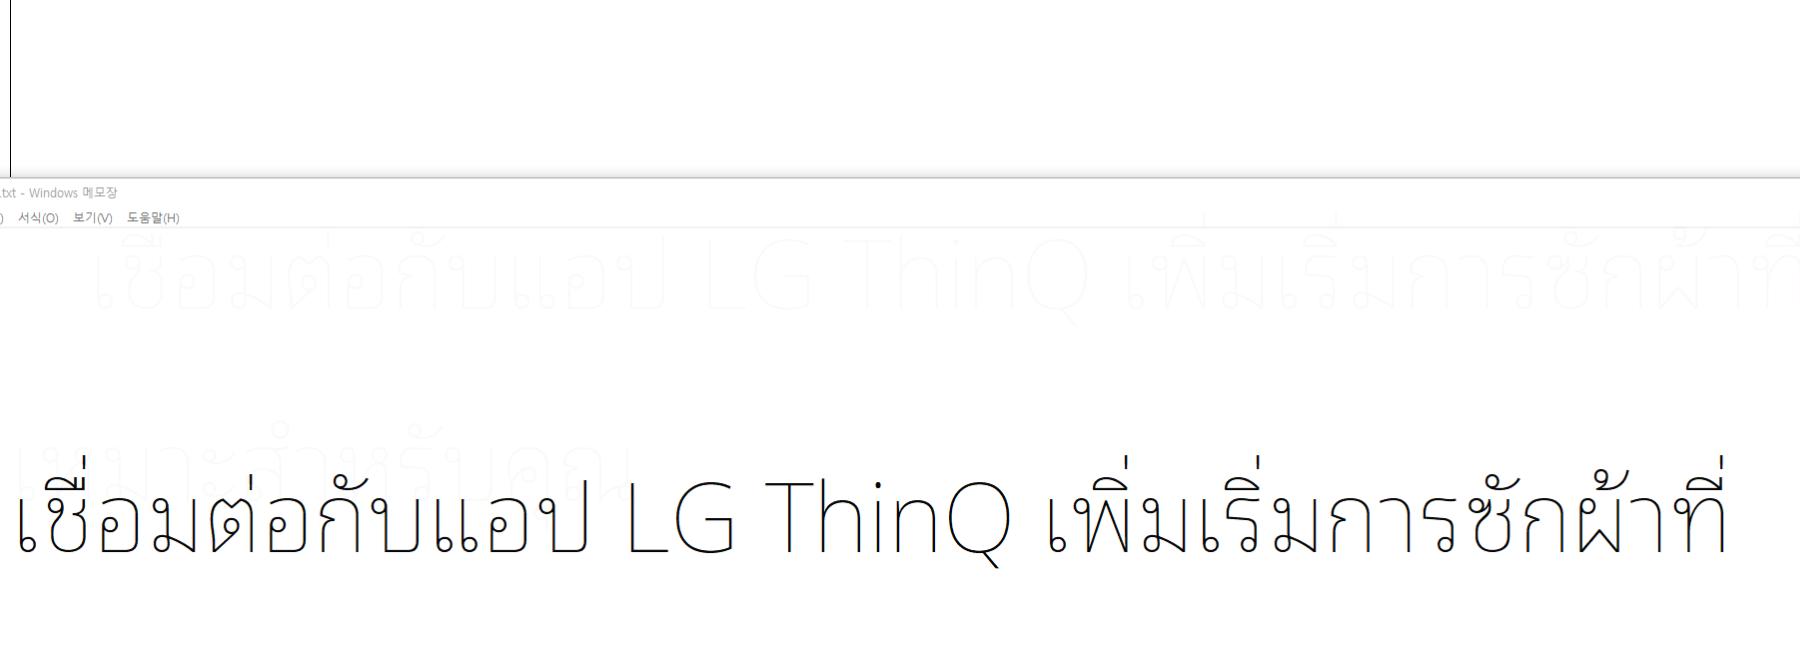 .txt - Windows 메모장
) 서식(O) 보기(V) 도움말(H)
เชื่อมต่อกับแอป LG ThinQ เพิ่มเริ่มการซักผ้าที่
เหมาะสำหรับคุณ
เชื่อมต่อกับแอป LG ThinQ เพิ่มเริ่มการซักผ้าที่